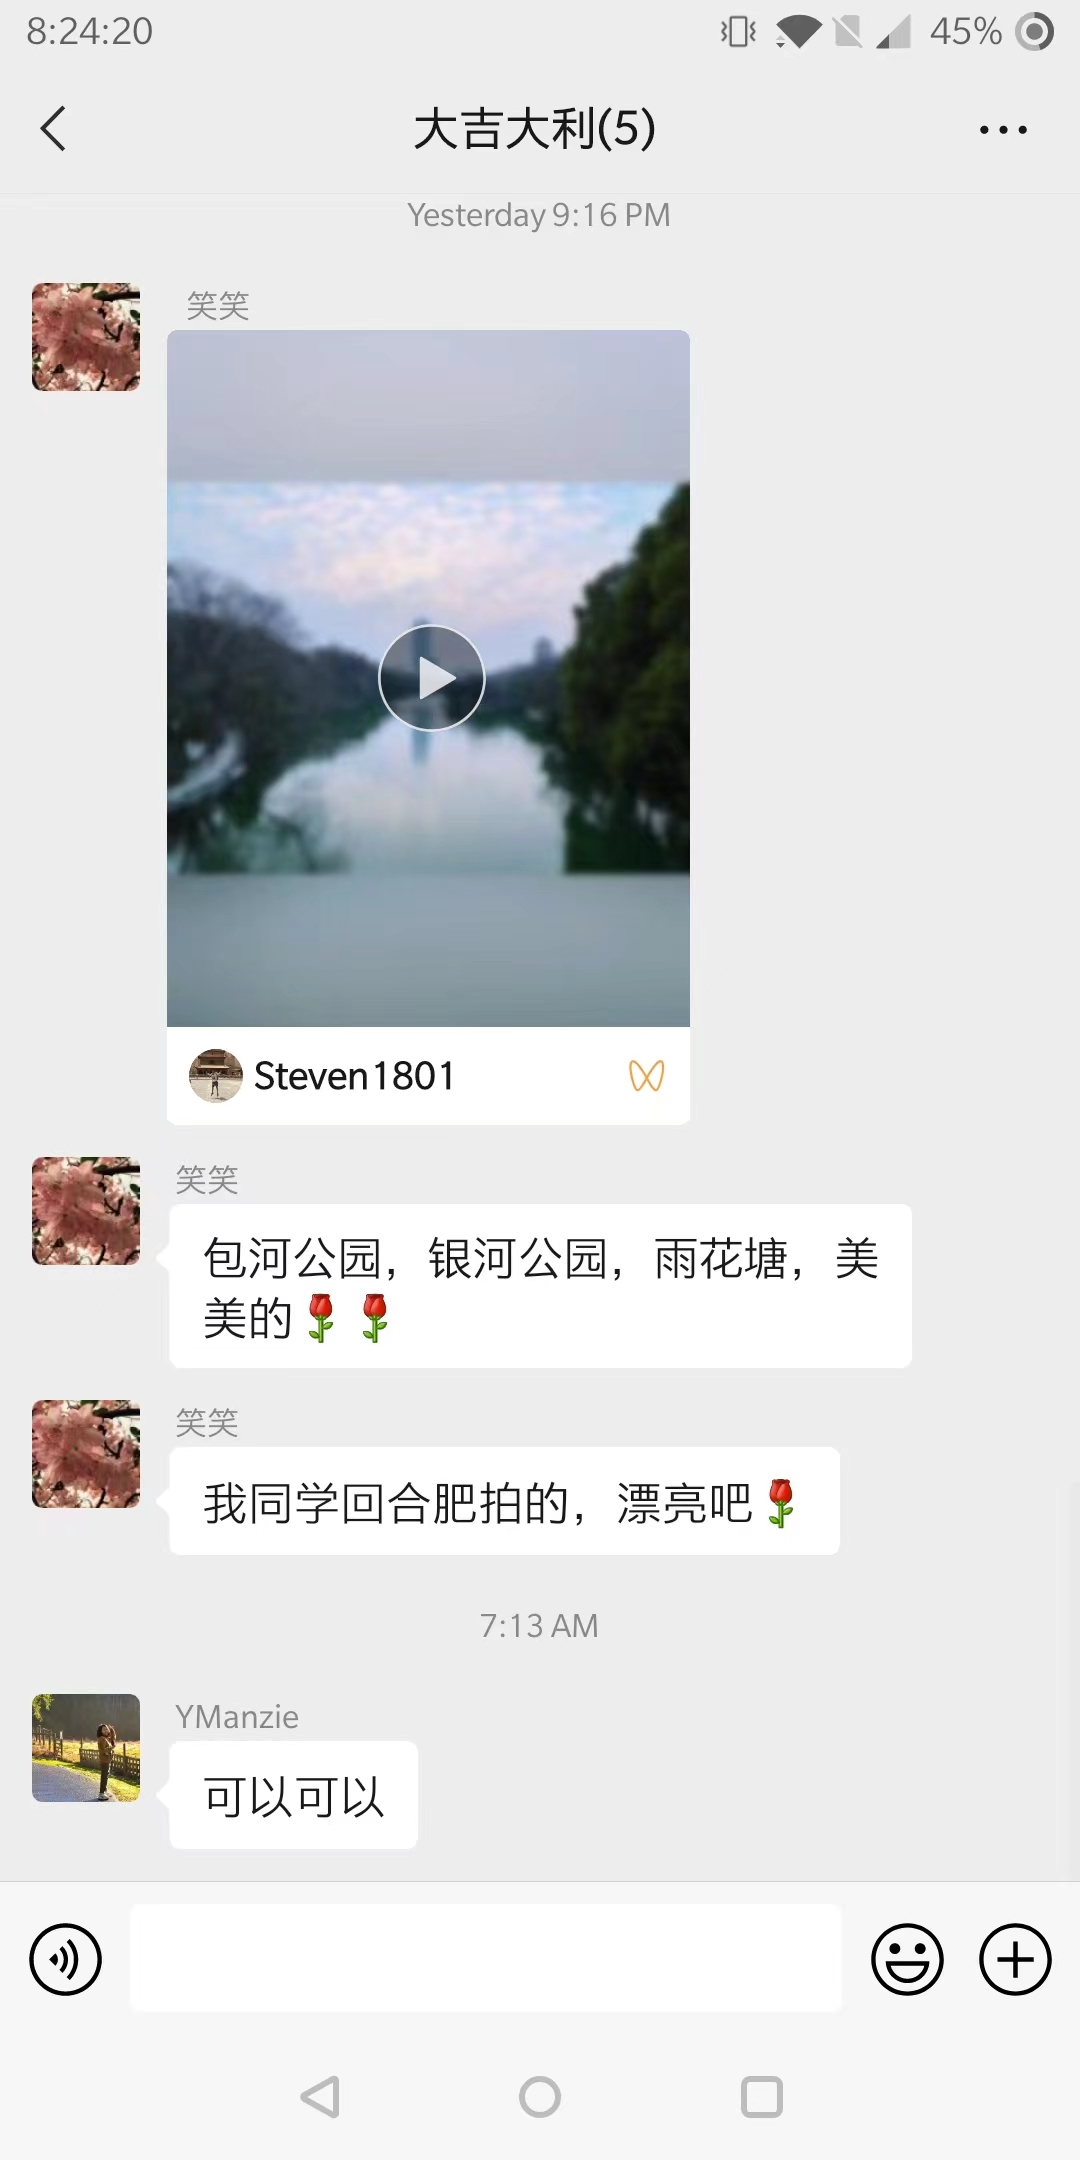 8:24:20
45%
大吉大利(5)
Yesterday 9:16 PM
笑笑
Steven1801
笑笑
包河公园，银河公园，雨花塘，美
美的🌹🌹
笑笑
我同学回合肥拍的，漂亮吧🌹
7:13 AM
YManzie
可以可以